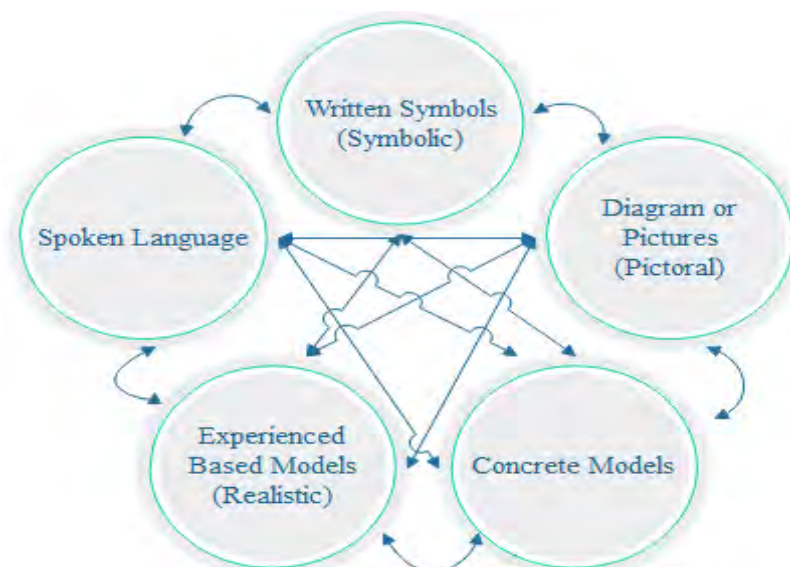 Written Symbols
(Symbolic)
Spoken Language
Diagram or
Pictures
(Pictoral)
Experienced
Based Models
(Realistic)
Concrete Models